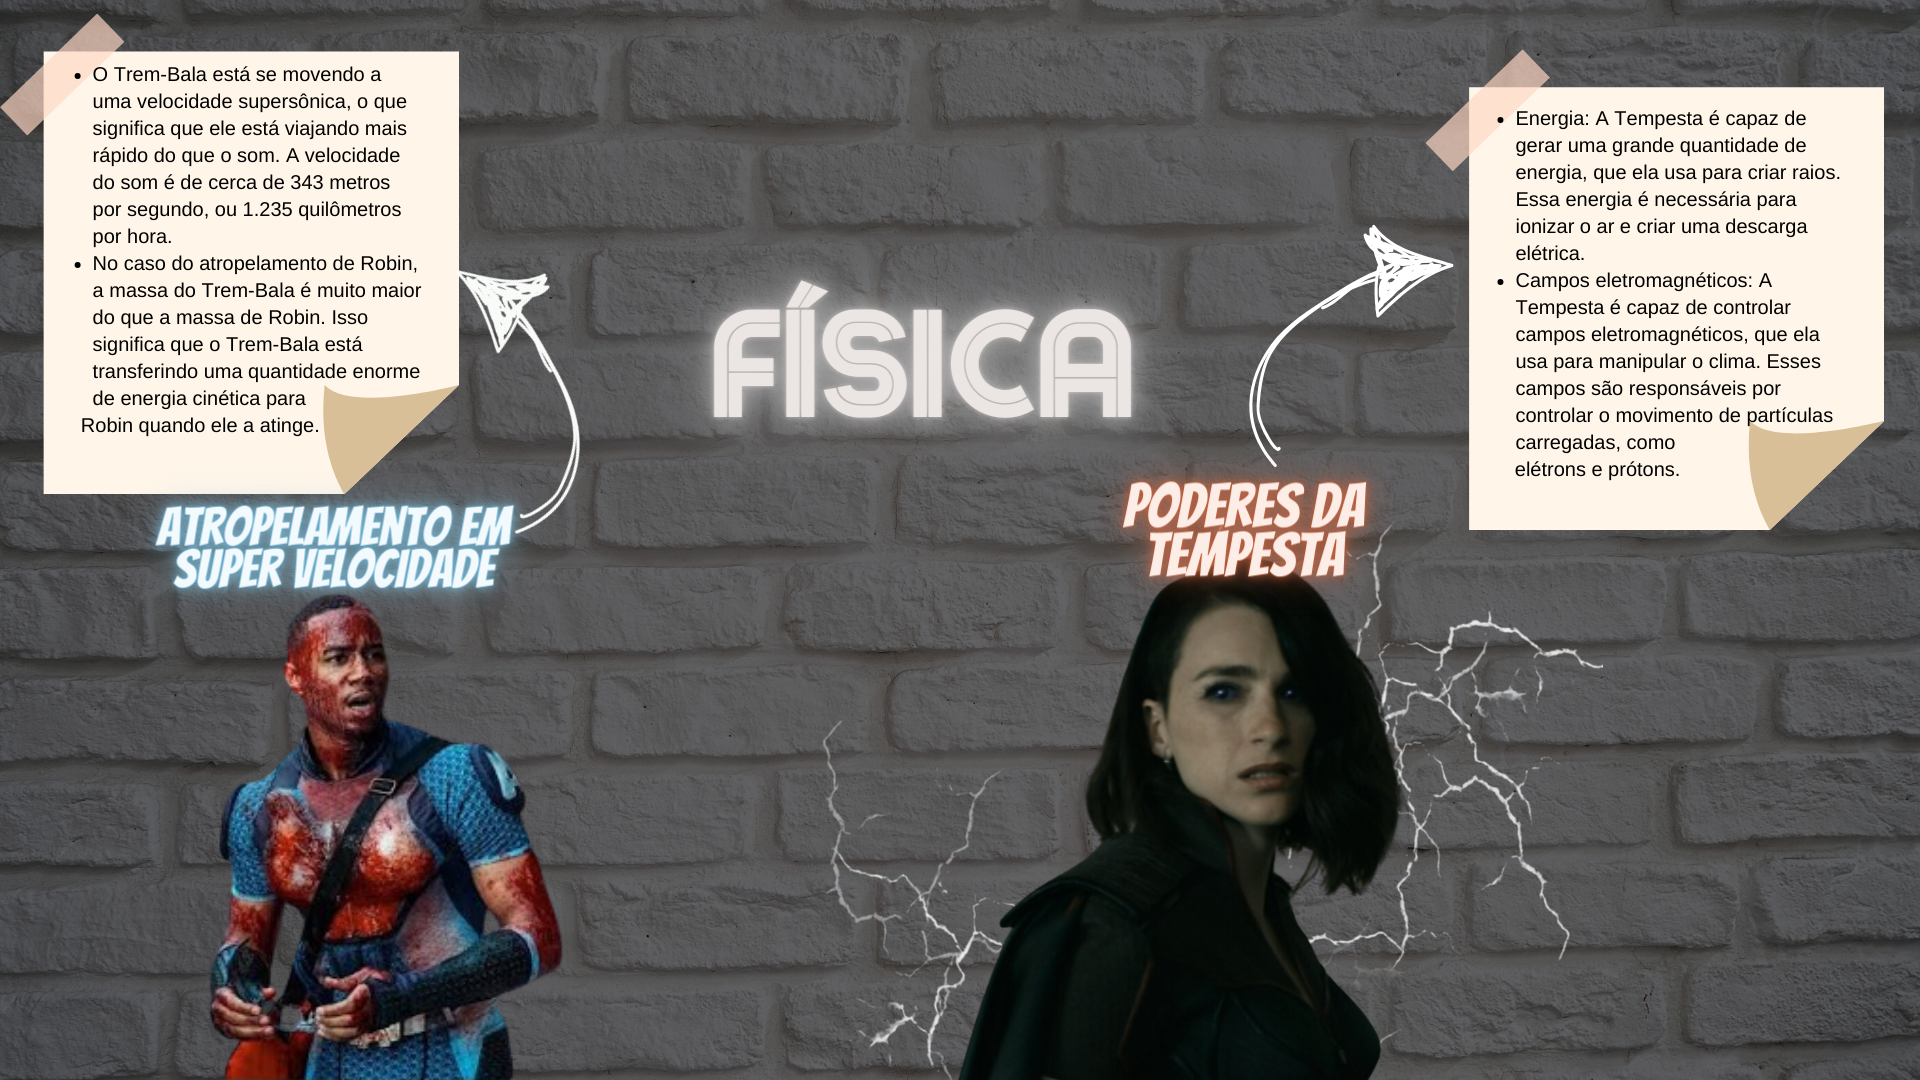 • O Trem-Bala está se movendo a
uma velocidade supersônica, o que
significa que ele está viajando mais
rápido do que o som. A velocidade
do som é de cerca de 343 metros
por segundo, ou 1.235 quilômetros
por hora.
• No caso do atropelamento de Robin,
a massa do Trem-Bala é muito maior
do que a massa de Robin. Isso
significa que o Trem-Bala está
transferindo uma quantidade enorme
de energia cinética para
Robin quando ele a atinge.
ATROPELAMENTO EM
SUPER VELOCIDADE
FÍSICA
PODERES DA
TEMPESTA
• Energia: A Tempesta é capaz de
gerar uma grande quantidade de
energia, que ela usa para criar raios.
Essa energia é necessária para
ionizar o ar e criar uma descarga
elétrica.
• Campos eletromagnéticos: A
Tempesta é capaz de controlar
campos eletromagnéticos, que ela
usa para manipular o clima. Esses
campos são responsáveis por
controlar o movimento de partículas
carregadas, como
elétrons e prótons.